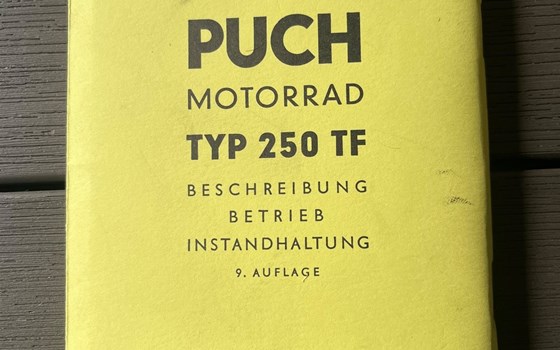 PUCH
MOTORRAD
TYP 250 TF
BESCHREIBUNG
BETRIEB
INSTANDHALTUNG
9. AUFLAGE